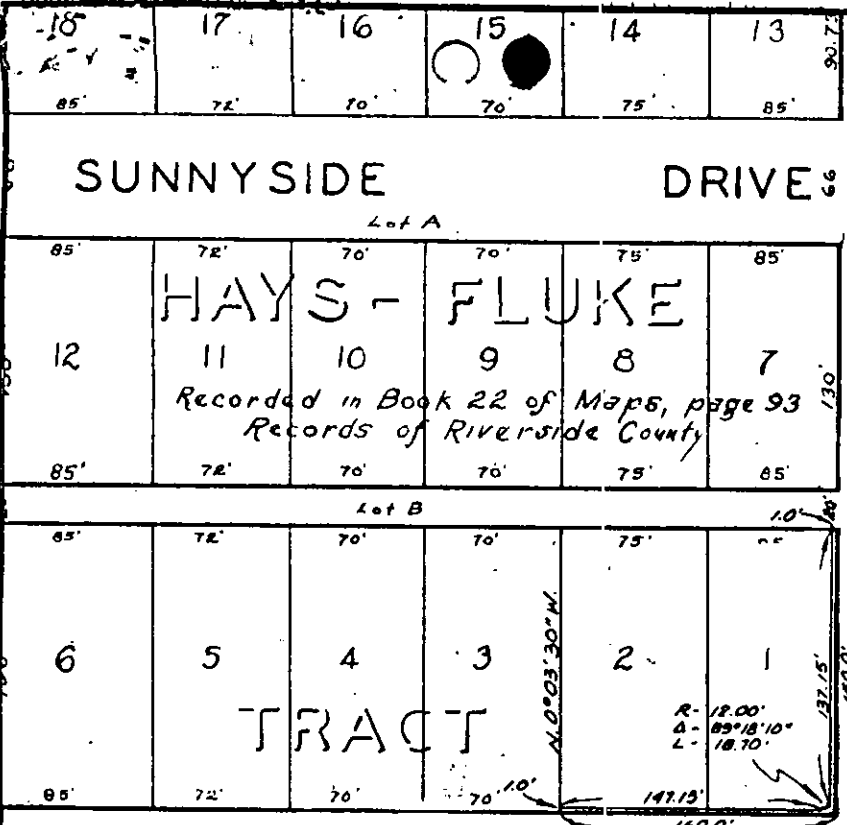 18 17 16 15 14 13
90.7
85' 72' 70' 70' 75' 85'
SUNNYSIDE DRIVE 66
Lot A
85' 72' 70' 70' 75' 85'
HAYS - FLUKE
12 11 10 9 8 7
130'
Recorded in Book 22 of Maps, page 93
Records of Riverside County
85' 72' 70' 70' 75' 85'
Lot B
1.0'
85' 72' 70' 70' 75'
N. 0°03'30" W.
6 5 4 3 2 1
137.15'
R- 12.00'
Δ- 89°18'10"
L- 18.70'
TRACT
85' 72' 70' 70' 1.0' 147.15'